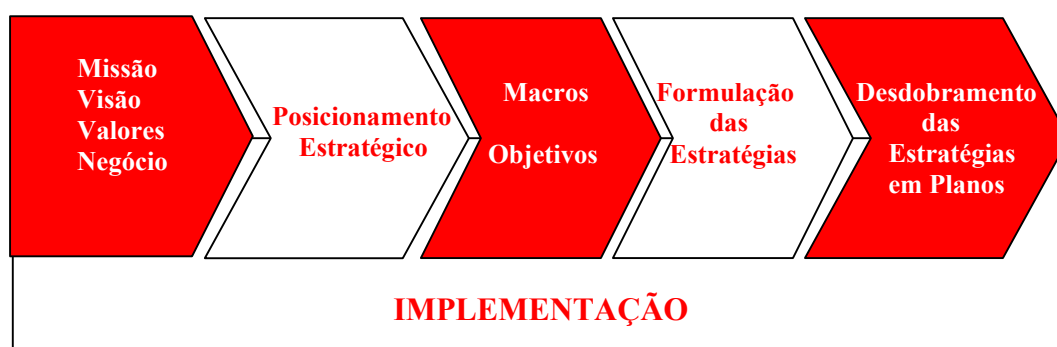 Missão
Visão
Valores
Negócio
Posicionamento
Estratégico
Macros
Objetivos
Formulação
das
Estratégias
Desdobramento
das
Estratégias
em Planos
IMPLEMENTAÇÃO